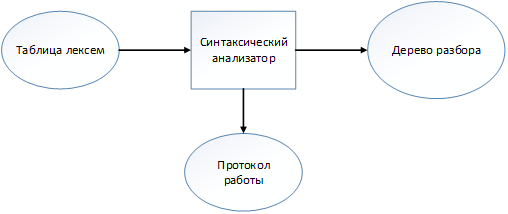 Таблица лексем
Синтаксический
анализатор
Дерево разбора
Протокол
работы